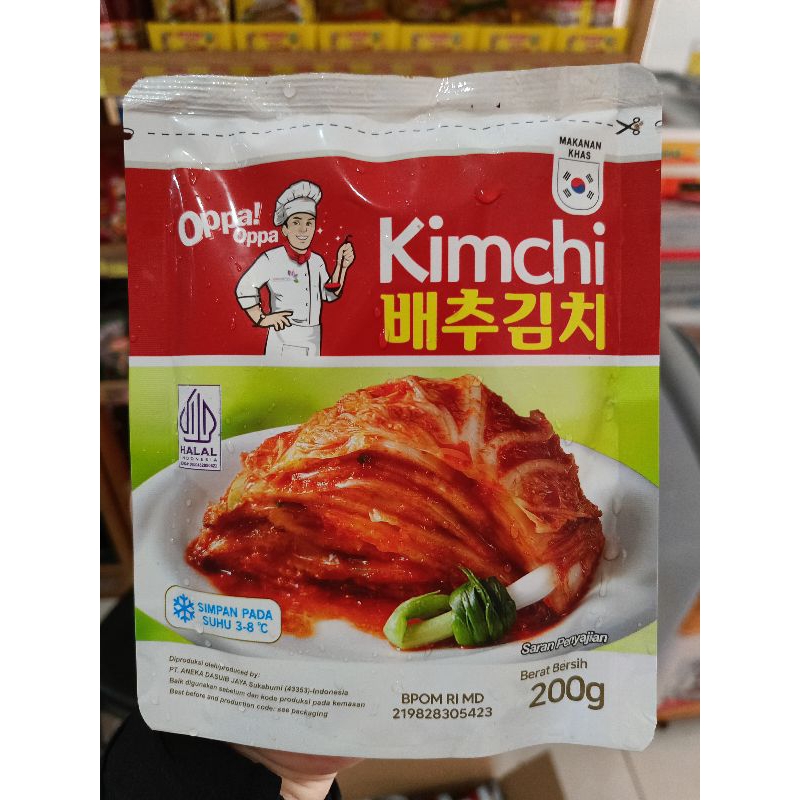 MAKANAN
KHAS
Oppa!
Oppa
Kimchi
배추김치
HALAL
INDONESIA
SIMPAN PADA
SUHU 3-8 °C
Saran Penyajian
Diproduksi oleh/produced by:
PT. ANEKA DASUIB JAYA Sukabumi (43353)-Indonesia
Baik digunakan sebelum dan kode produksi pada kemasan
Best before and production code: see packaging
BPOM RI MD
219828305423
Berat Bersih
200g